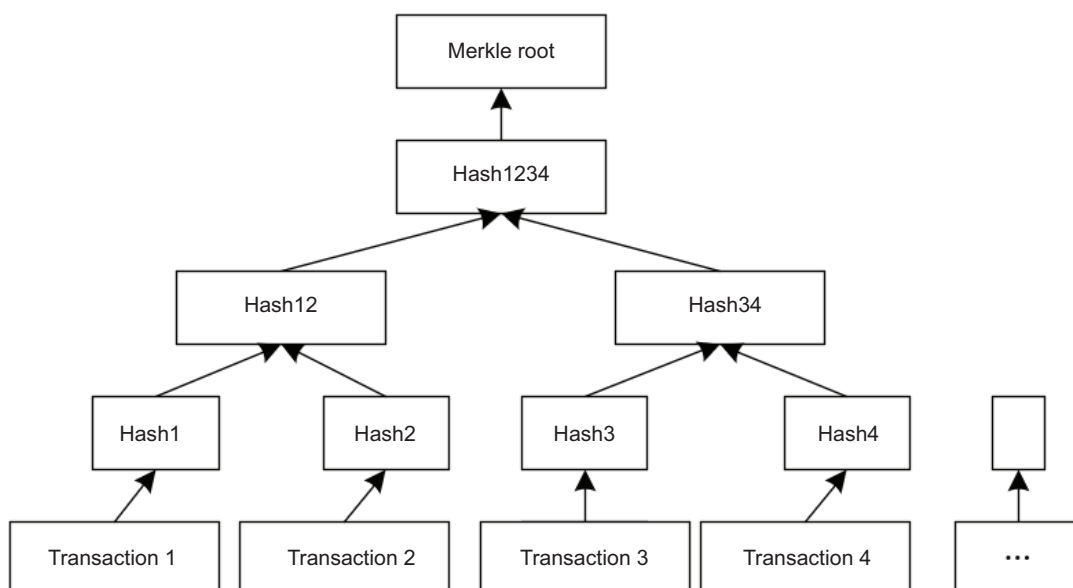 Merkle root
Hash1234
Hash12
Hash34
Hash1
Hash2
Hash3
Hash4
Transaction 1
Transaction 2
Transaction 3
Transaction 4
...